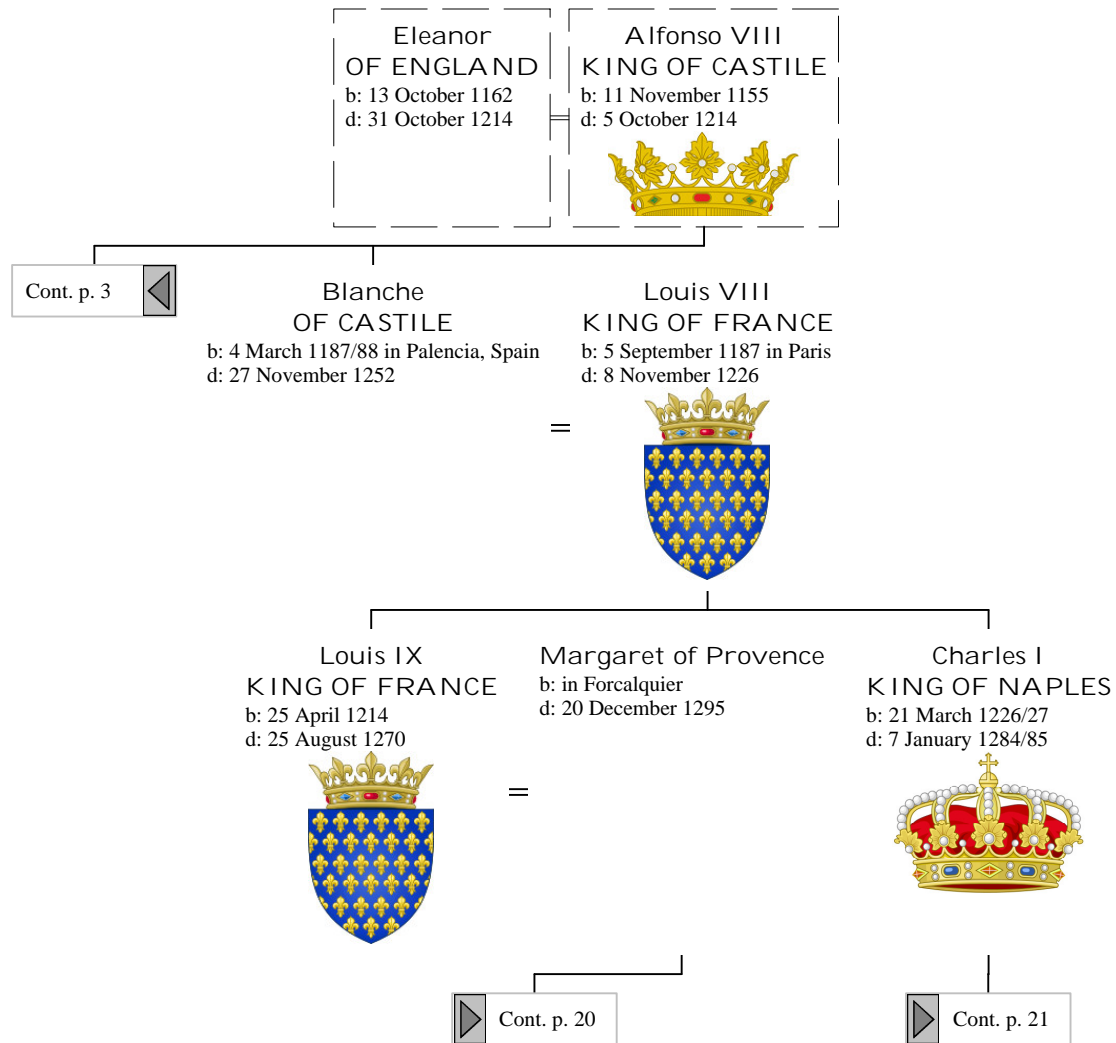 Eleanor
OF ENGLAND
b: 13 October 1162
d: 31 October 1214
Alfonso VIII
KING OF CASTILE
b: 11 November 1155
d: 5 October 1214
Cont. p. 3
Blanche
OF CASTILE
b: 4 March 1187/88 in Palencia, Spain
d: 27 November 1252
=
Louis VIII
KING OF FRANCE
b: 5 September 1187 in Paris
d: 8 November 1226
Louis IX
KING OF FRANCE
b: 25 April 1214
d: 25 August 1270
=
Margaret of Provence
b: in Forcalquier
d: 20 December 1295
Charles I
KING OF NAPLES
b: 21 March 1226/27
d: 7 January 1284/85
Cont. p. 20
Cont. p. 21